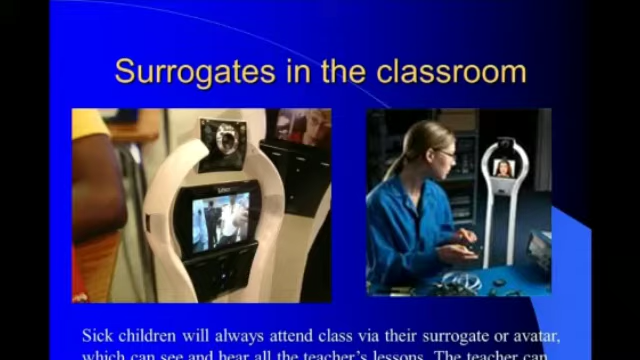 Surrogates in the classroom
Sick children will always attend class via their surrogate or avatar,
which can see and hear all the teacher's lessons. The teacher can